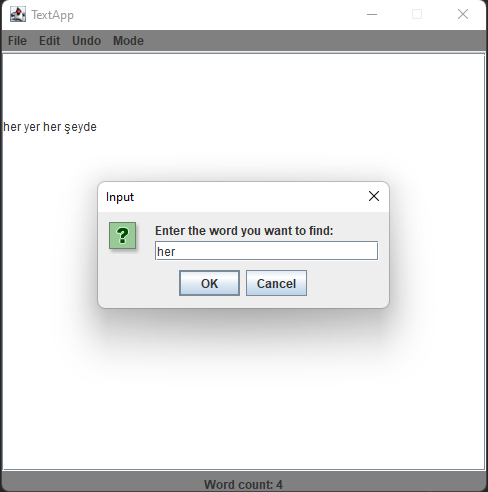 TextApp
File Edit Undo Mode
her yer her şeyde
Input
?
Enter the word you want to find:
her
OK Cancel
Word count: 4